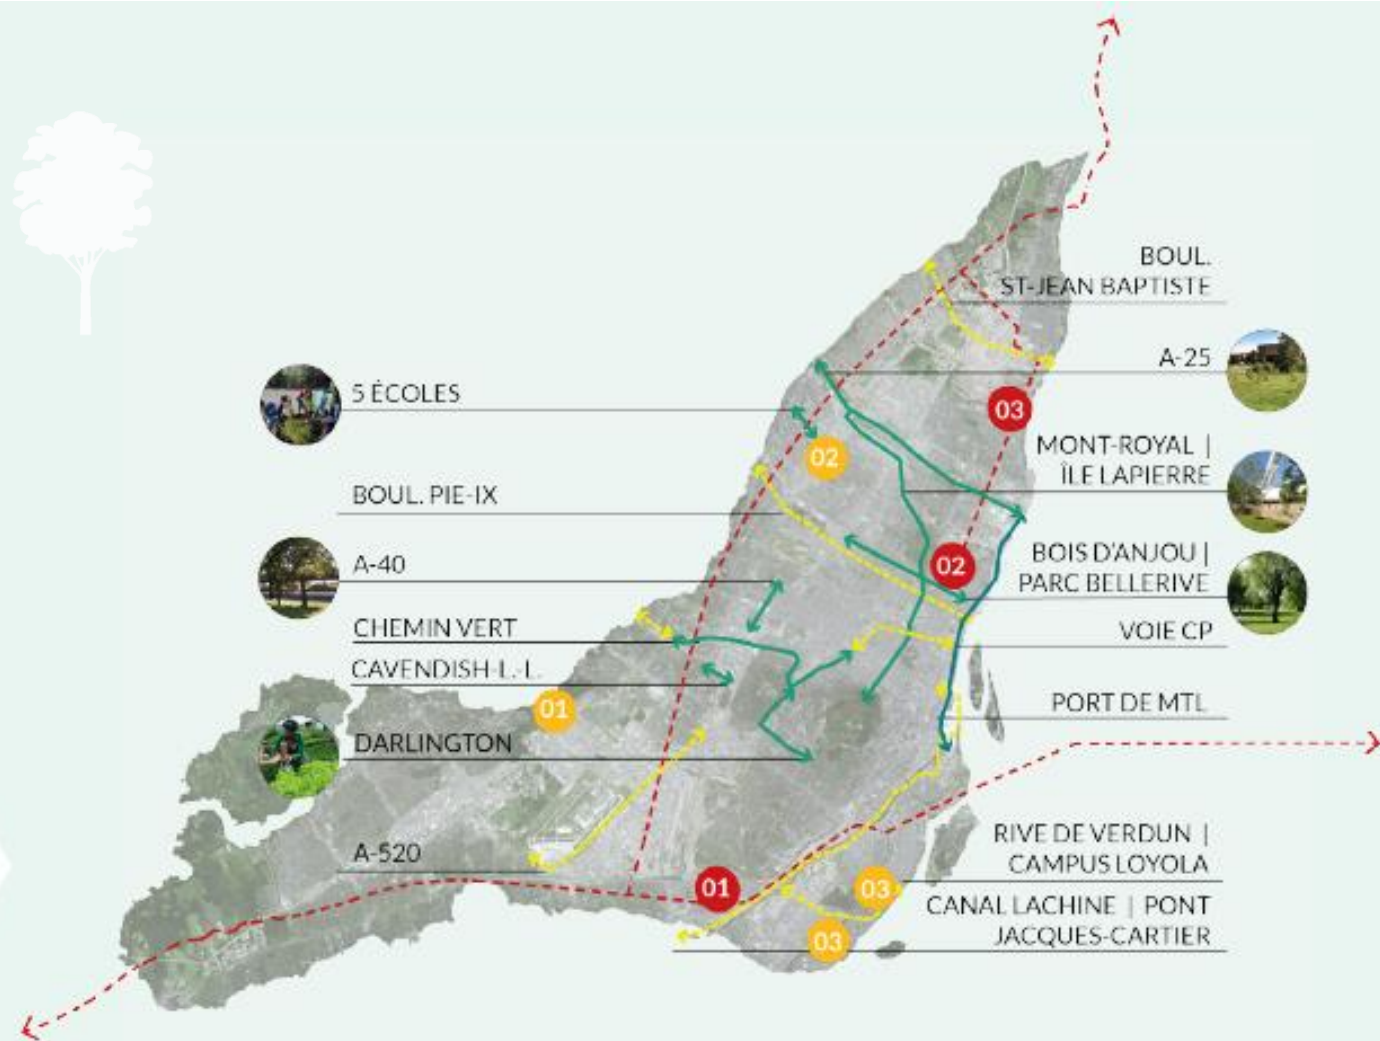 BOUL.
ST-JEAN BAPTISTE
A-25
03
5 ÉCOLES
MONT-ROYAL |
ÎLE LAPIERRE
02
BOUL. PIE-IX
BOIS D'ANJOU |
PARC BELLERIVE
02
A-40
CHEMIN VERT
VOIE CP
CAVENDISH-L.-L.
01
PORT DE MTL
DARLINGTON
RIVE DE VERDUN |
CAMPUS LOYOLA
A-520
01
03
CANAL LACHINE | PONT
JACQUES-CARTIER
03